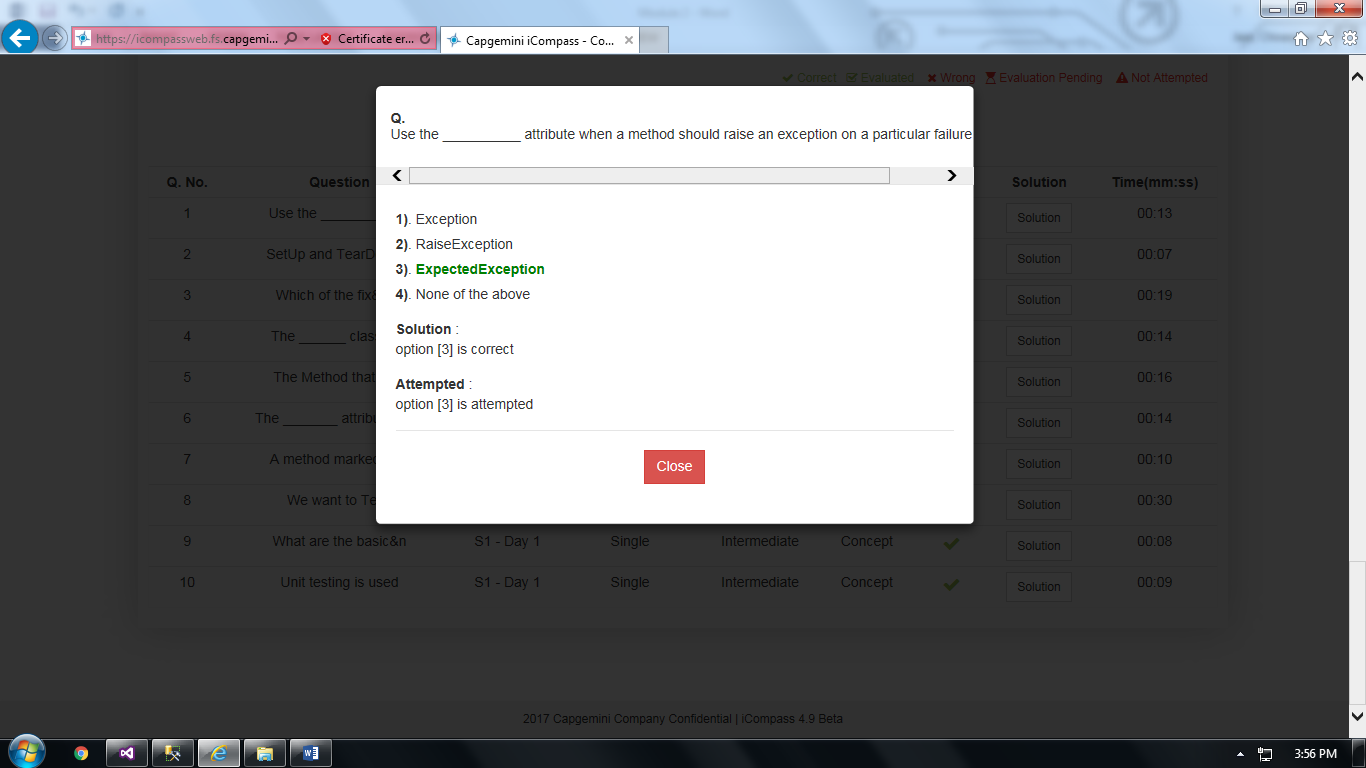 https://icompassweb.fs.capgemi... Certificate er... Capgemini iCompass - Co...
Correct Evaluated Wrong Evaluation Pending Not Attempted
Q.
Use the __________ attribute when a method should raise an exception on a particular failure
Q. No. Question Solution Time(mm:ss)
1). Exception
2). RaiseException
3). ExpectedException
4). None of the above
Solution :
option [3] is correct
Attempted :
option [3] is attempted
Close
1 Use the _______ Solution 00:13
2 SetUp and TearD Solution 00:07
3 Which of the fix& Solution 00:19
4 The ______ clas Solution 00:14
5 The Method that Solution 00:16
6 The _______ attribu Solution 00:14
7 A method marked Solution 00:10
8 We want to Te Solution 00:30
9 What are the basic&n S1 - Day 1 Single Intermediate Concept Solution 00:08
10 Unit testing is used S1 - Day 1 Single Intermediate Concept Solution 00:09
2017 Capgemini Company Confidential | iCompass 4.9 Beta
3:56 PM